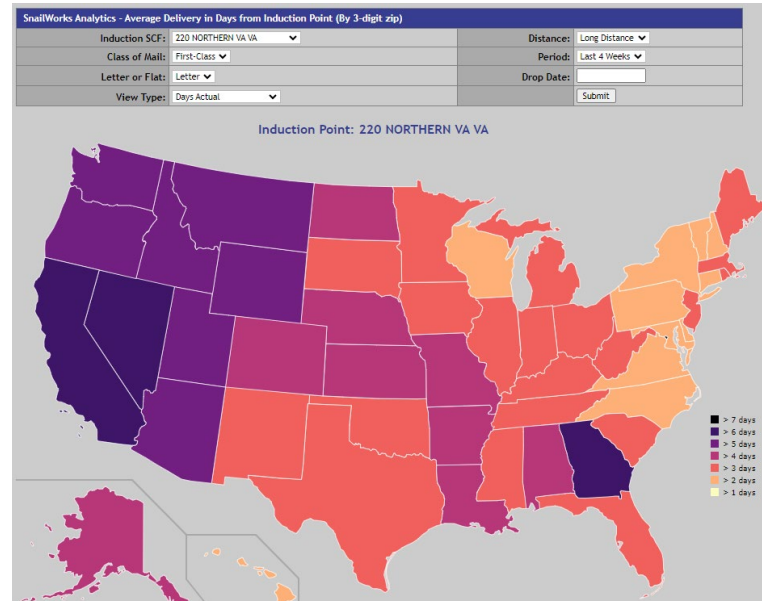 SnailWorks Analytics - Average Delivery in Days from Induction Point (By 3-digit zip)
Induction SCF: 220 NORTHERN VA VA Distance: Long Distance
Class of Mail: First-Class Period: Last 4 Weeks
Letter or Flat: Letter Drop Date:
View Type: Days Actual Submit
Induction Point: 220 NORTHERN VA VA
> 7 days
> 6 days
> 5 days
> 4 days
> 3 days
> 2 days
> 1 days